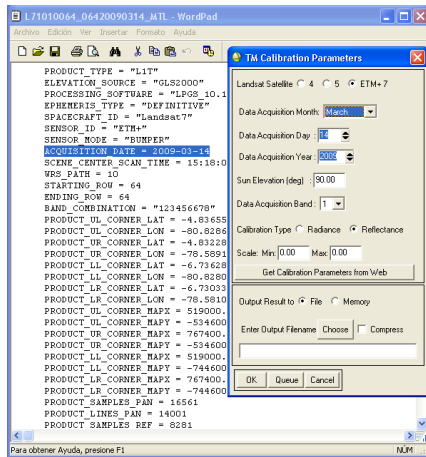 L71010064_06420090314_MTL - WordPad
Archivo Edición Ver Insertar Formato Ayuda
PRODUCT_TYPE = "L1T"
ELEVATION_SOURCE = "GLS2000"
PROCESSING_SOFTWARE = "LPGS_10.1
EPHEMERIS_TYPE = "DEFINITIVE"
SPACECRAFT_ID = "Landsat7"
SENSOR_ID = "ETM+"
SENSOR_MODE = "BUMPER"
ACQUISITION_DATE = 2009-03-14
SCENE_CENTER_SCAN_TIME = 15:18:0
WRS_PATH = 10
STARTING_ROW = 64
ENDING_ROW = 64
BAND_COMBINATION = "123456678"
PRODUCT_UL_CORNER_LAT = -4.83655
PRODUCT_UL_CORNER_LON = -80.8286
PRODUCT_UR_CORNER_LAT = -4.83228
PRODUCT_UR_CORNER_LON = -78.5891
PRODUCT_LL_CORNER_LAT = -6.73628
PRODUCT_LL_CORNER_LON = -80.8280
PRODUCT_LR_CORNER_LAT = -6.73033
PRODUCT_LR_CORNER_LON = -78.5810
PRODUCT_UL_CORNER_MAPX = 519000.
PRODUCT_UL_CORNER_MAPY = -534600
PRODUCT_UR_CORNER_MAPX = 767400.
PRODUCT_UR_CORNER_MAPY = -534600
PRODUCT_LL_CORNER_MAPX = 519000.
PRODUCT_LL_CORNER_MAPY = -744600
PRODUCT_LR_CORNER_MAPX = 767400.
PRODUCT_LR_CORNER_MAPY = -744600
PRODUCT_SAMPLES_PAN = 16561
PRODUCT_LINES_PAN = 14001
PRODUCT_SAMPLES_REF = 8281
Para obtener Ayuda, presione F1
NÚM
TM Calibration Parameters
Landsat Satellite 4 5 ETM+ 7
Data Acquisition Month: March
Data Acquisition Day : 14
Data Acquisition Year : 2009
Sun Elevation (deg) : 90.00
Data Acquisition Band : 1
Calibration Type Radiance Reflectance
Scale: Min: 0.00 Max: 0.00
Get Calibration Parameters from Web
Output Result to File Memory
Enter Output Filename Choose Compress
OK Queue Cancel